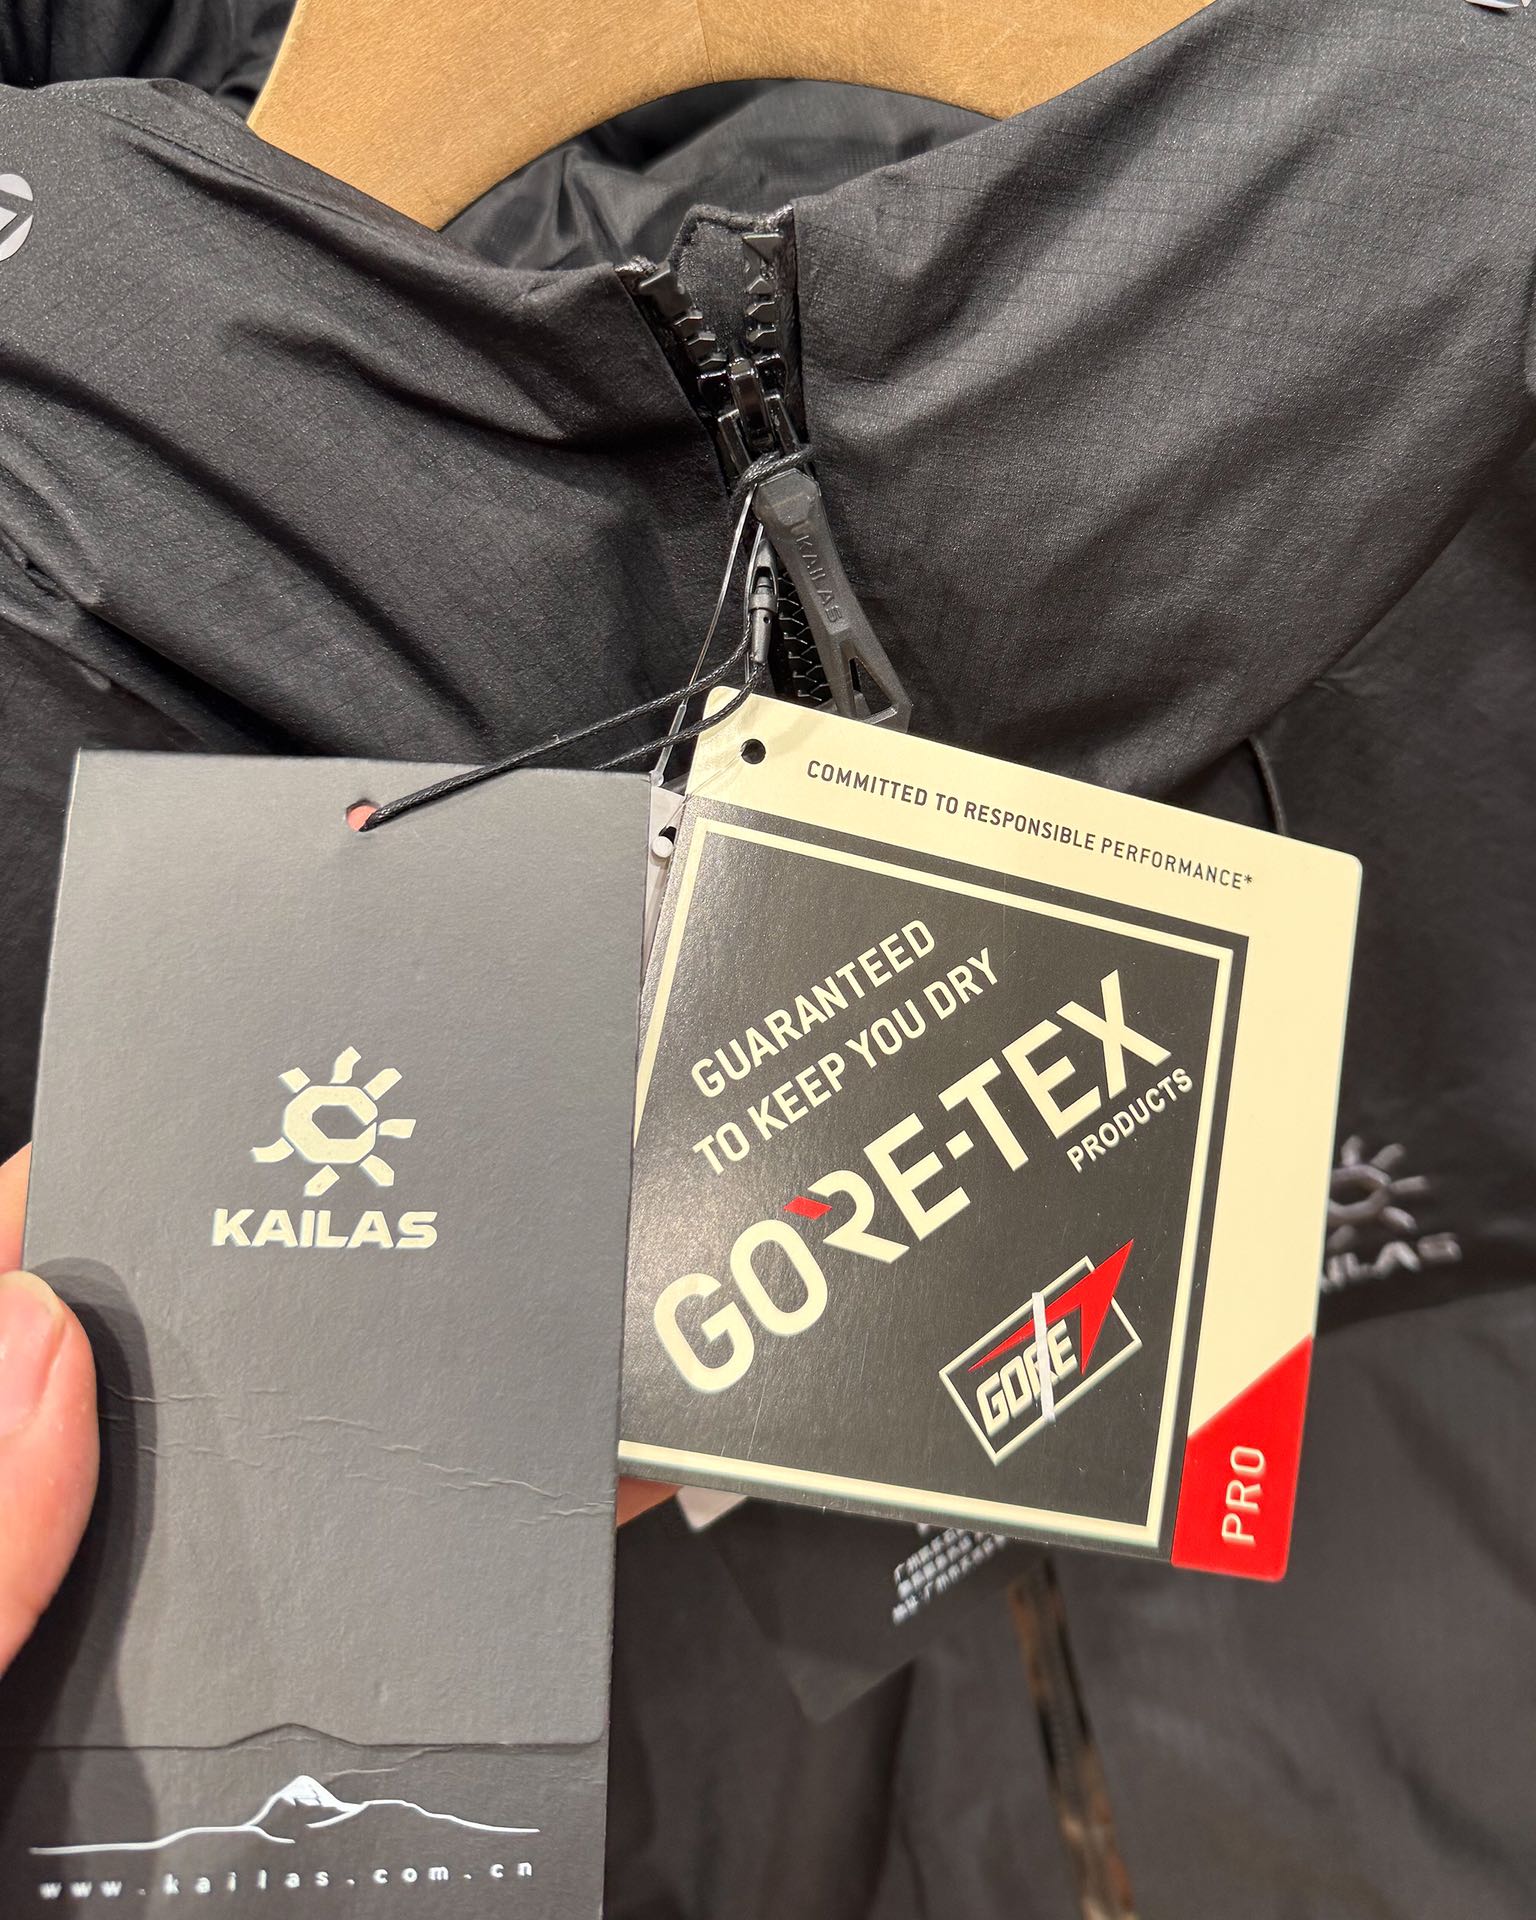 KAILAS
COMMITTED TO RESPONSIBLE PERFORMANCE*
GUARANTEED
TO KEEP YOU DRY
GORE-TEX
PRODUCTS
GORE
PRO
KAILAS
www.kailas.com.cn